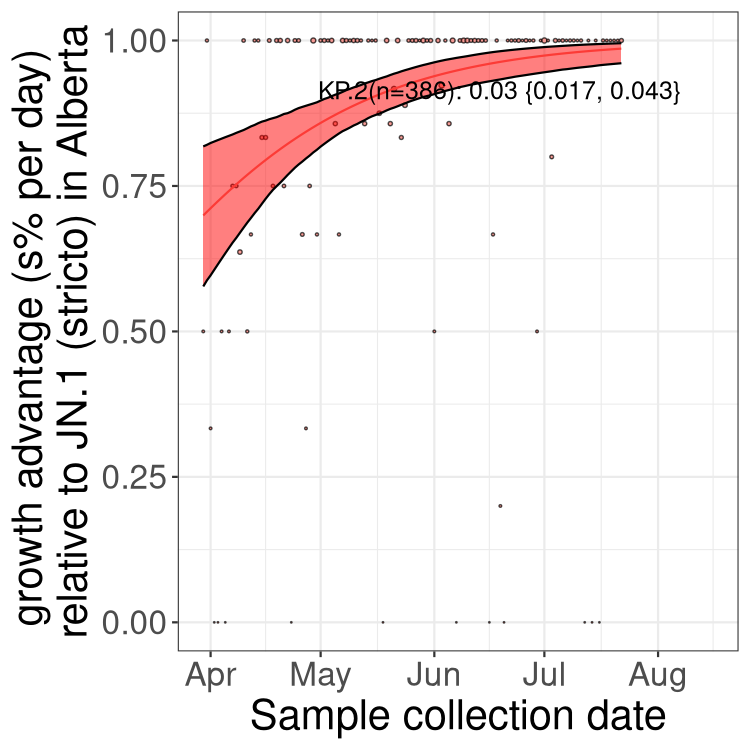 growth advantage (s% per day)
relative to JN.1 (stricto) in Alberta
1.00
0.75
0.50
0.25
0.00
KP.2(n=386): 0.03 {0.017, 0.043}
Apr May Jun Jul Aug
Sample collection date